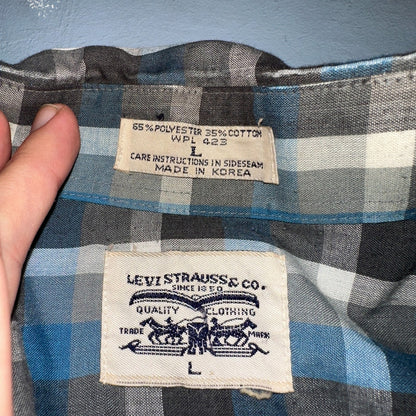 65% POLYESTER 35% COTTON
WPL 423
L
CARE INSTRUCTIONS IN SIDESEAM
MADE IN KOREA
LEVI STRAUSS & CO.
SINCE 1850
QUALITY CLOTHING
TRADE MARK
L